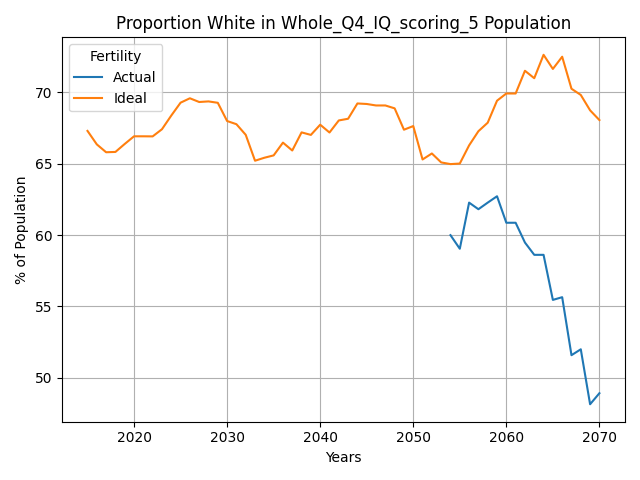 Proportion White in Whole_Q4_IQ_scoring_5 Population
Fertility
Actual
Ideal
% of Population
70
65
60
55
50
2020 2030 2040 2050 2060 2070
Years